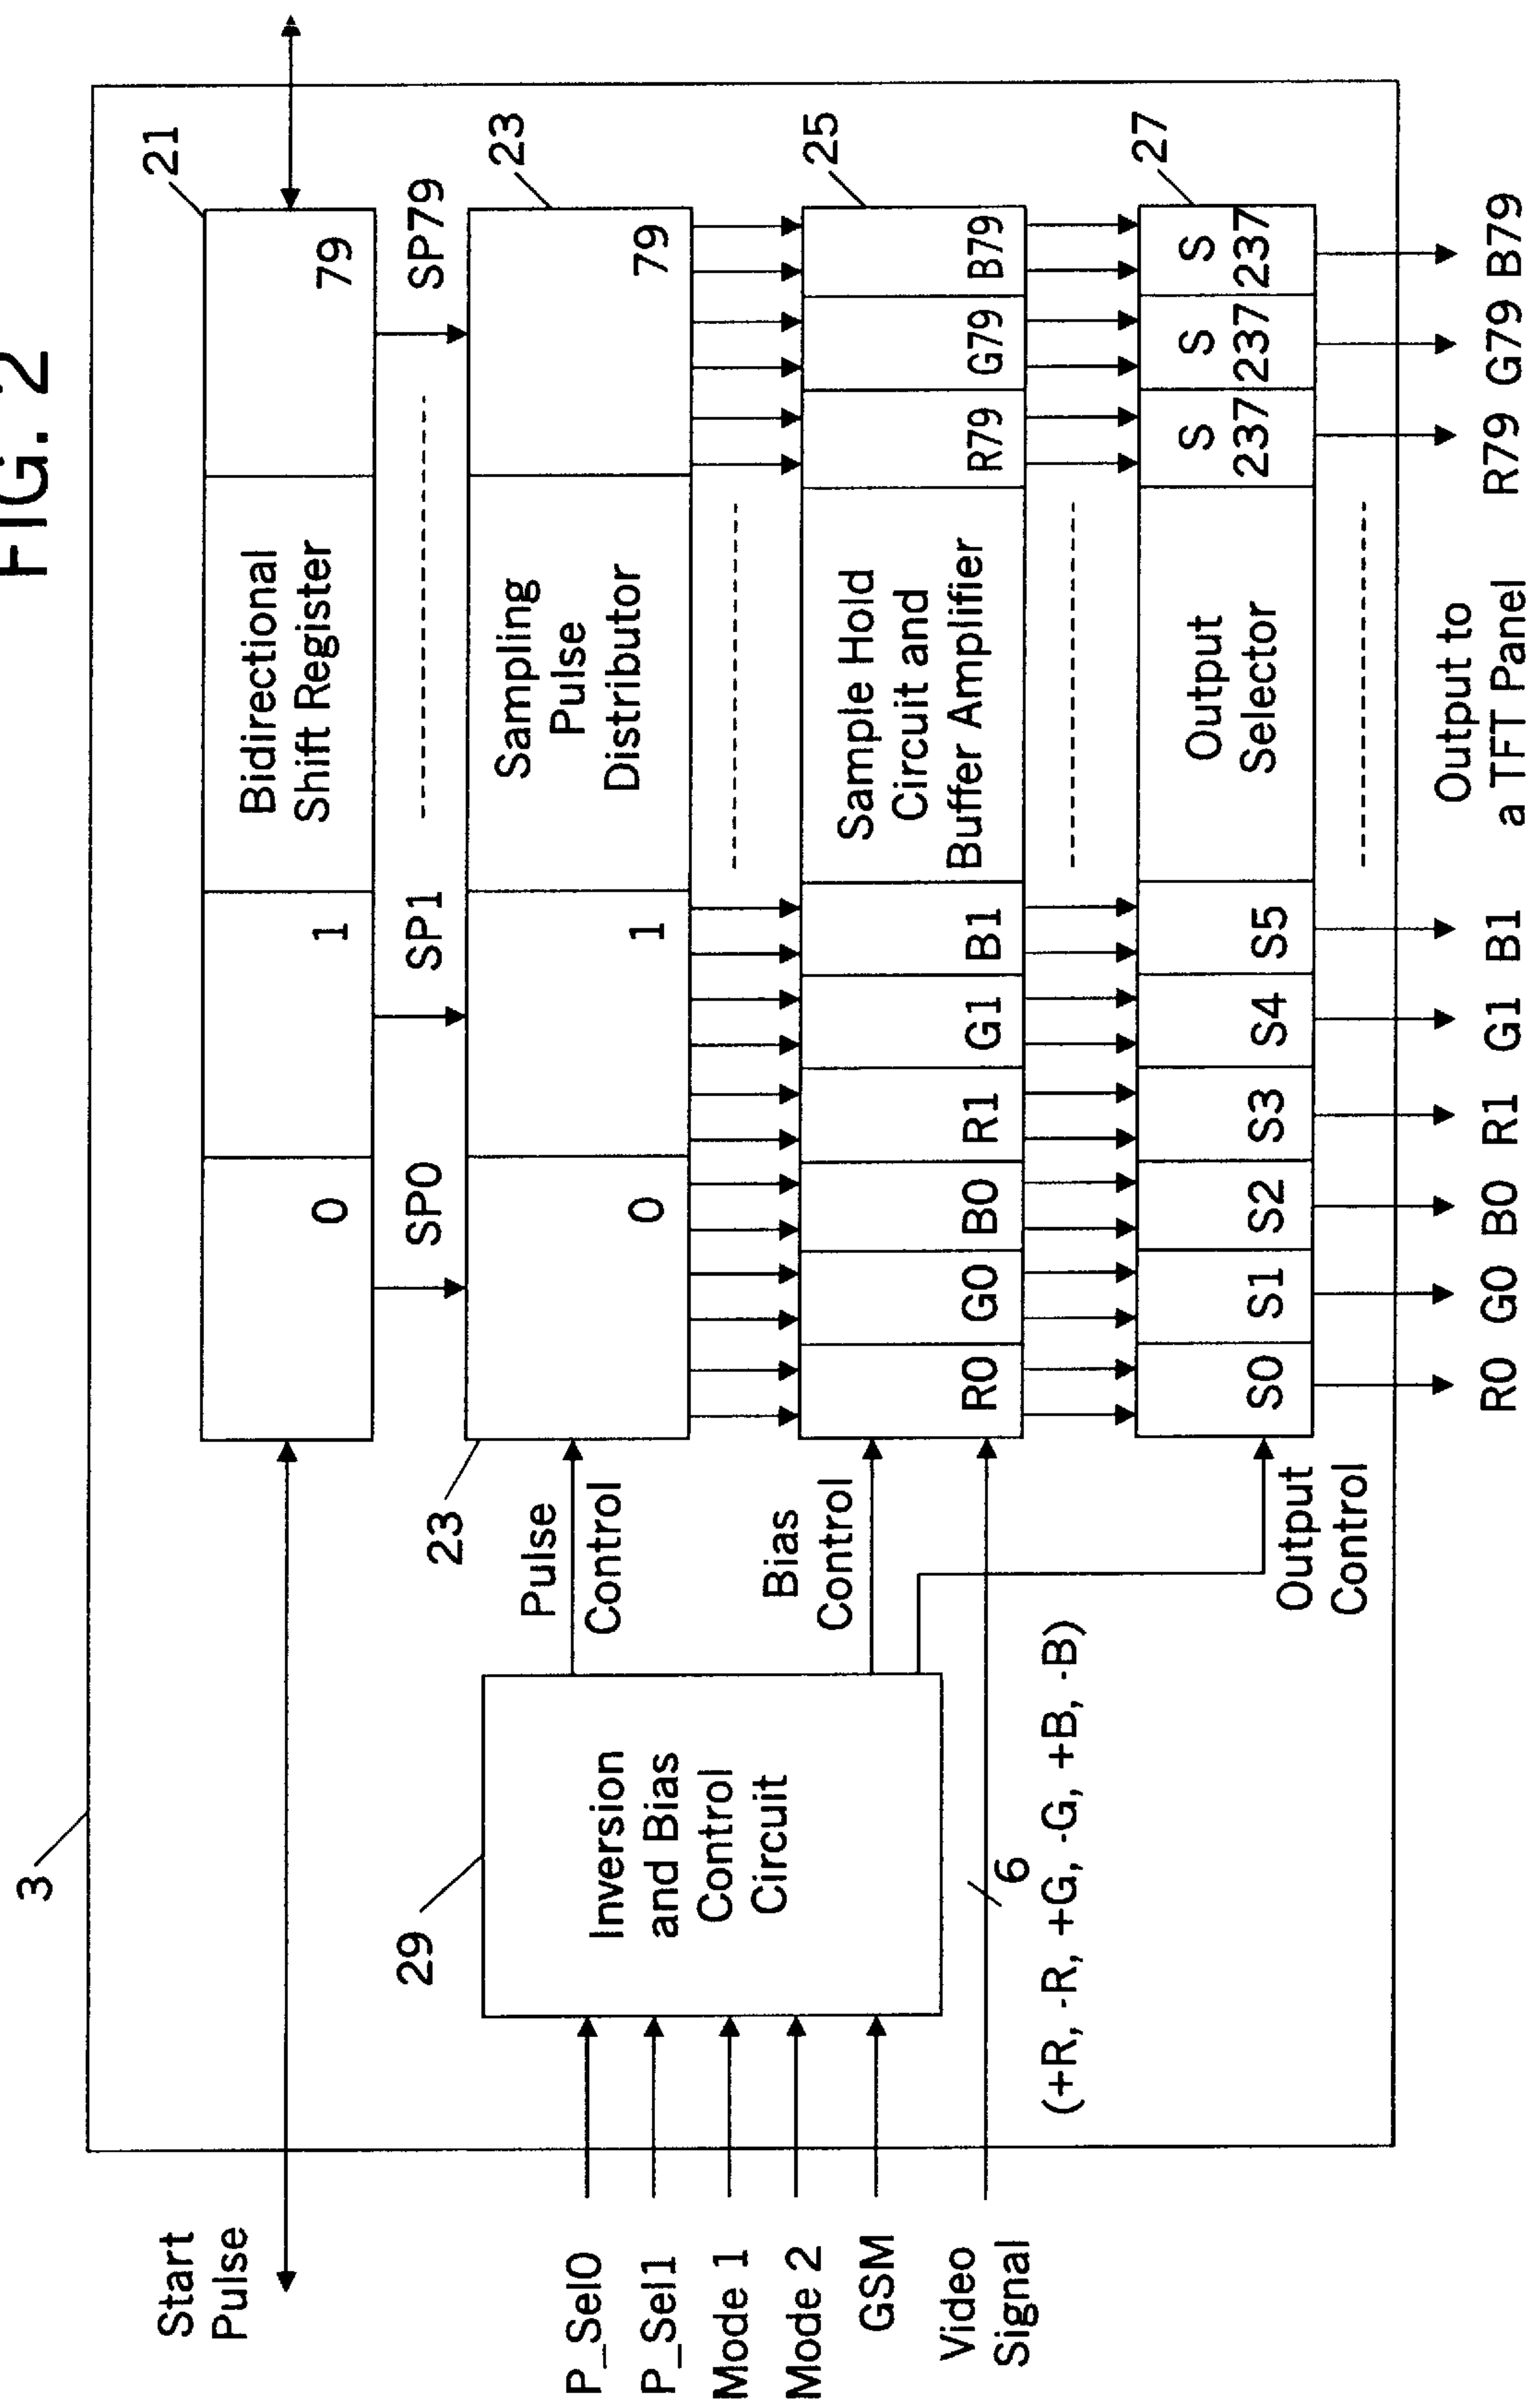 FIG. 2
3
21
Start
Pulse
0
1
Bidirectional
Shift Register
79
SP0
SP1
SP79
23
23
29
P_Sel0
P_Sel1
Mode 1
Mode 2
GSM
Inversion
and Bias
Control
Circuit
Pulse
Control
0
1
Sampling
Pulse
Distributor
79
25
Bias
Control
Video
Signal
6
(+R, -R, +G, -G, +B, -B)
R0 G0 B0 R1 G1 B1
Sample Hold
Circuit and
Buffer Amplifier
R79 G79 B79
27
Output
Control
S0 S1 S2 S3 S4 S5
Output
Selector
S
237
S
237
S
237
R0 G0 B0 R1 G1 B1
Output to
a TFT Panel
R79 G79 B79